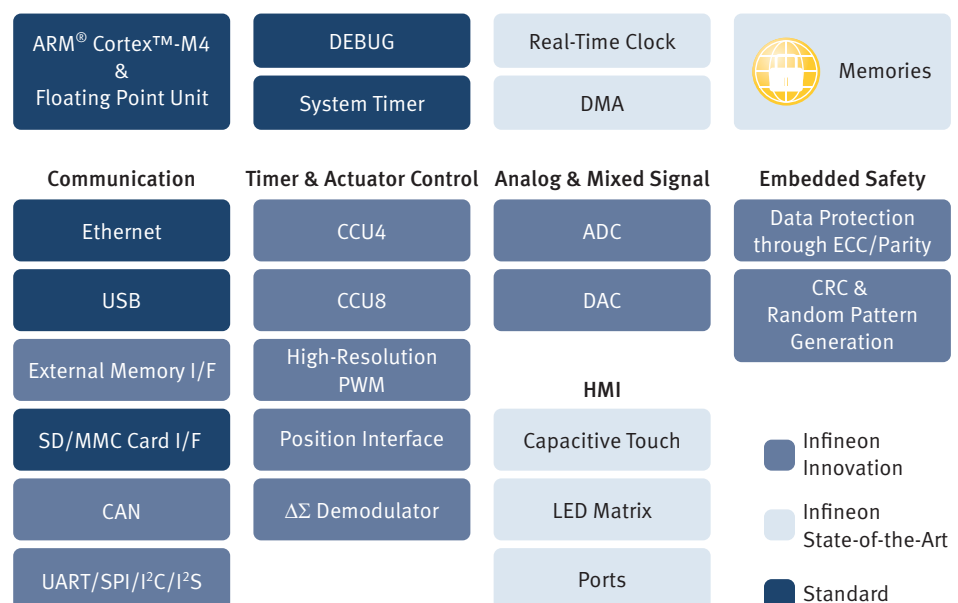 ARM® Cortex™-M4
&
Floating Point Unit
DEBUG
System Timer
Real-Time Clock
DMA
Memories
Communication
Ethernet
USB
External Memory I/F
SD/MMC Card I/F
CAN
UART/SPI/I²C/I²S
Timer & Actuator Control
CCU4
CCU8
High-Resolution
PWM
Position Interface
ΔΣ Demodulator
Analog & Mixed Signal
ADC
DAC
HMI
Capacitive Touch
LED Matrix
Ports
Embedded Safety
Data Protection
through ECC/Parity
CRC &
Random Pattern
Generation
Infineon
Innovation
Infineon
State-of-the-Art
Standard